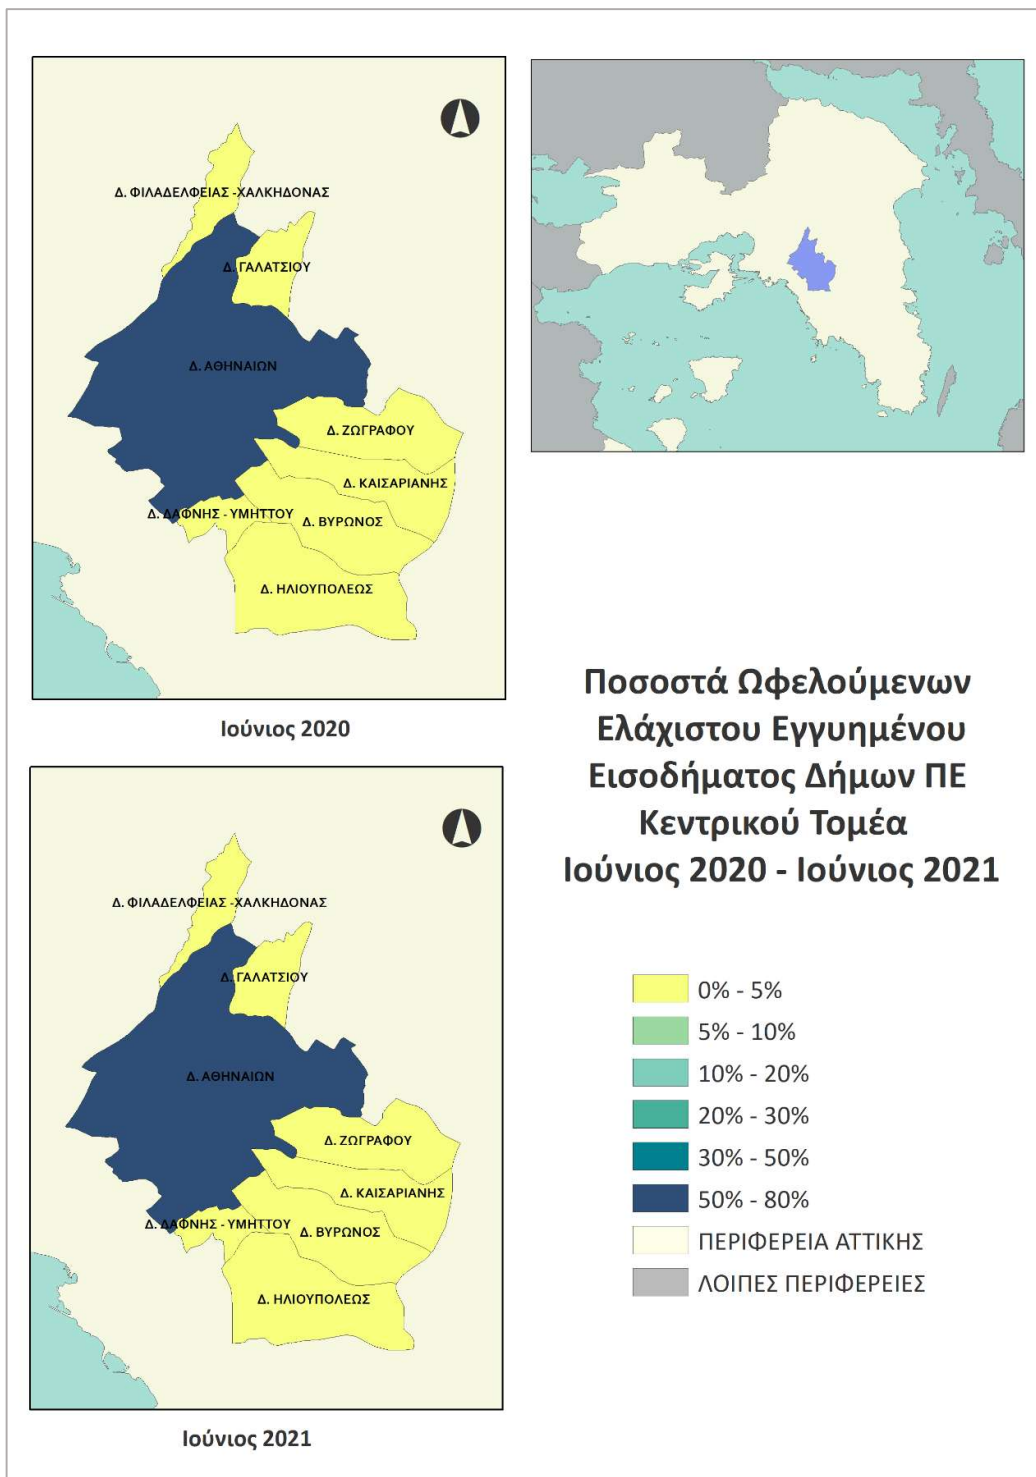 Δ. ΦΙΛΑΔΕΛΦΕΙΑΣ -ΧΑΛΚΗΔΟΝΑΣ
Δ. ΓΑΛΑΤΣΙΟΥ
Δ. ΑΘΗΝΑΙΩΝ
Δ. ΖΩΓΡΑΦΟΥ
Δ. ΚΑΙΣΑΡΙΑΝΗΣ
Δ. ΔΑΦΝΗΣ - ΥΜΗΤΤΟΥ
Δ. ΒΥΡΩΝΟΣ
Δ. ΗΛΙΟΥΠΟΛΕΩΣ
Ιούνιος 2020
Δ. ΦΙΛΑΔΕΛΦΕΙΑΣ -ΧΑΛΚΗΔΟΝΑΣ
Δ. ΓΑΛΑΤΣΙΟΥ
Δ. ΑΘΗΝΑΙΩΝ
Δ. ΖΩΓΡΑΦΟΥ
Δ. ΚΑΙΣΑΡΙΑΝΗΣ
Δ. ΔΑΦΝΗΣ - ΥΜΗΤΤΟΥ
Δ. ΒΥΡΩΝΟΣ
Δ. ΗΛΙΟΥΠΟΛΕΩΣ
Ιούνιος 2021
Ποσοστά Ωφελούμενων
Ελάχιστου Εγγυημένου
Εισοδήματος Δήμων ΠΕ
Κεντρικού Τομέα
Ιούνιος 2020 - Ιούνιος 2021
0% - 5%
5% - 10%
10% - 20%
20% - 30%
30% - 50%
50% - 80%
ΠΕΡΙΦΕΡΕΙΑ ΑΤΤΙΚΗΣ
ΛΟΙΠΕΣ ΠΕΡΙΦΕΡΕΙΕΣ